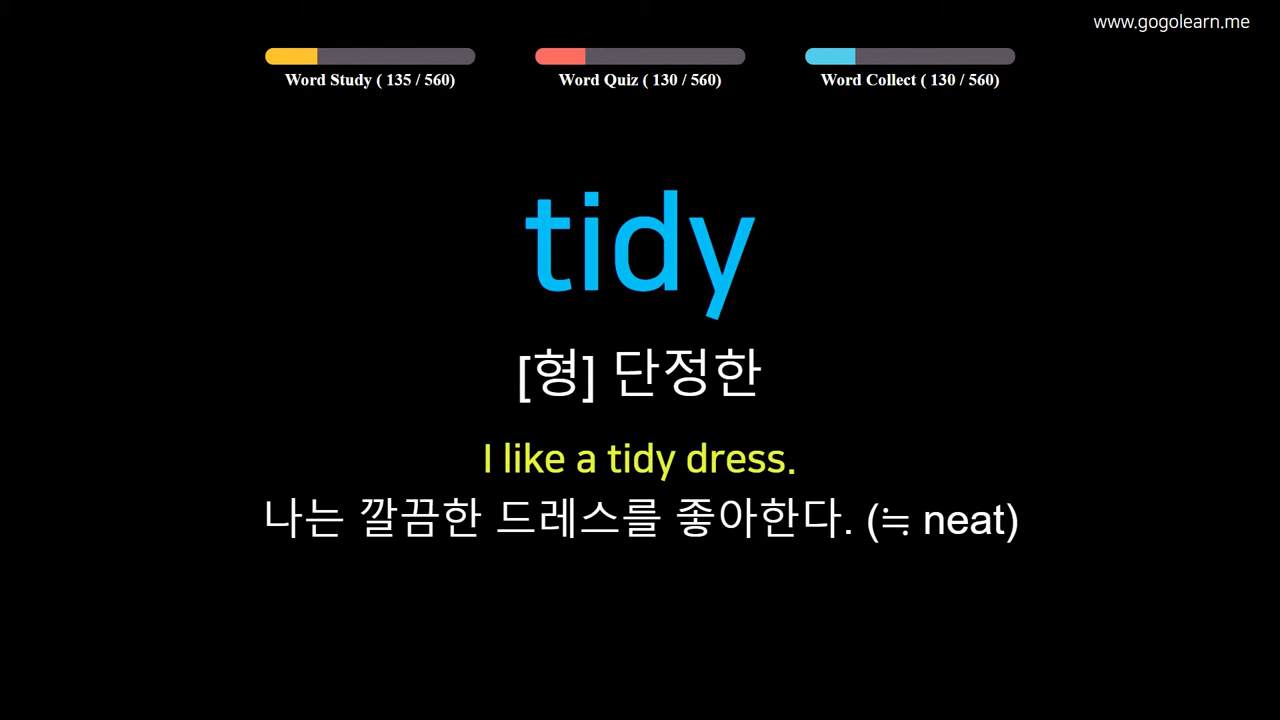 www.gogolearn.me
Word Study ( 135 / 560) Word Quiz ( 130 / 560) Word Collect ( 130 / 560)
tidy
[형] 단정한
I like a tidy dress.
나는 깔끔한 드레스를 좋아한다. (≒ neat)